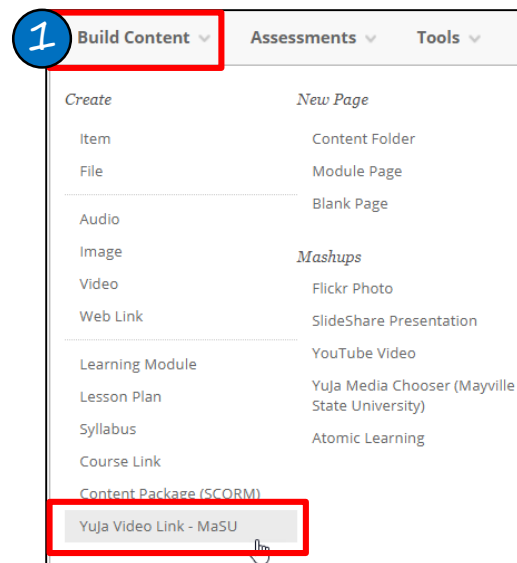 1
Build Content
Assessments
Tools
Create
Item
File
Audio
Image
Video
Web Link
Learning Module
Lesson Plan
Syllabus
Course Link
Content Package (SCORM)
YuJa Video Link - MaSU
New Page
Content Folder
Module Page
Blank Page
Mashups
Flickr Photo
SlideShare Presentation
YouTube Video
YuJa Media Chooser (Mayville
State University)
Atomic Learning